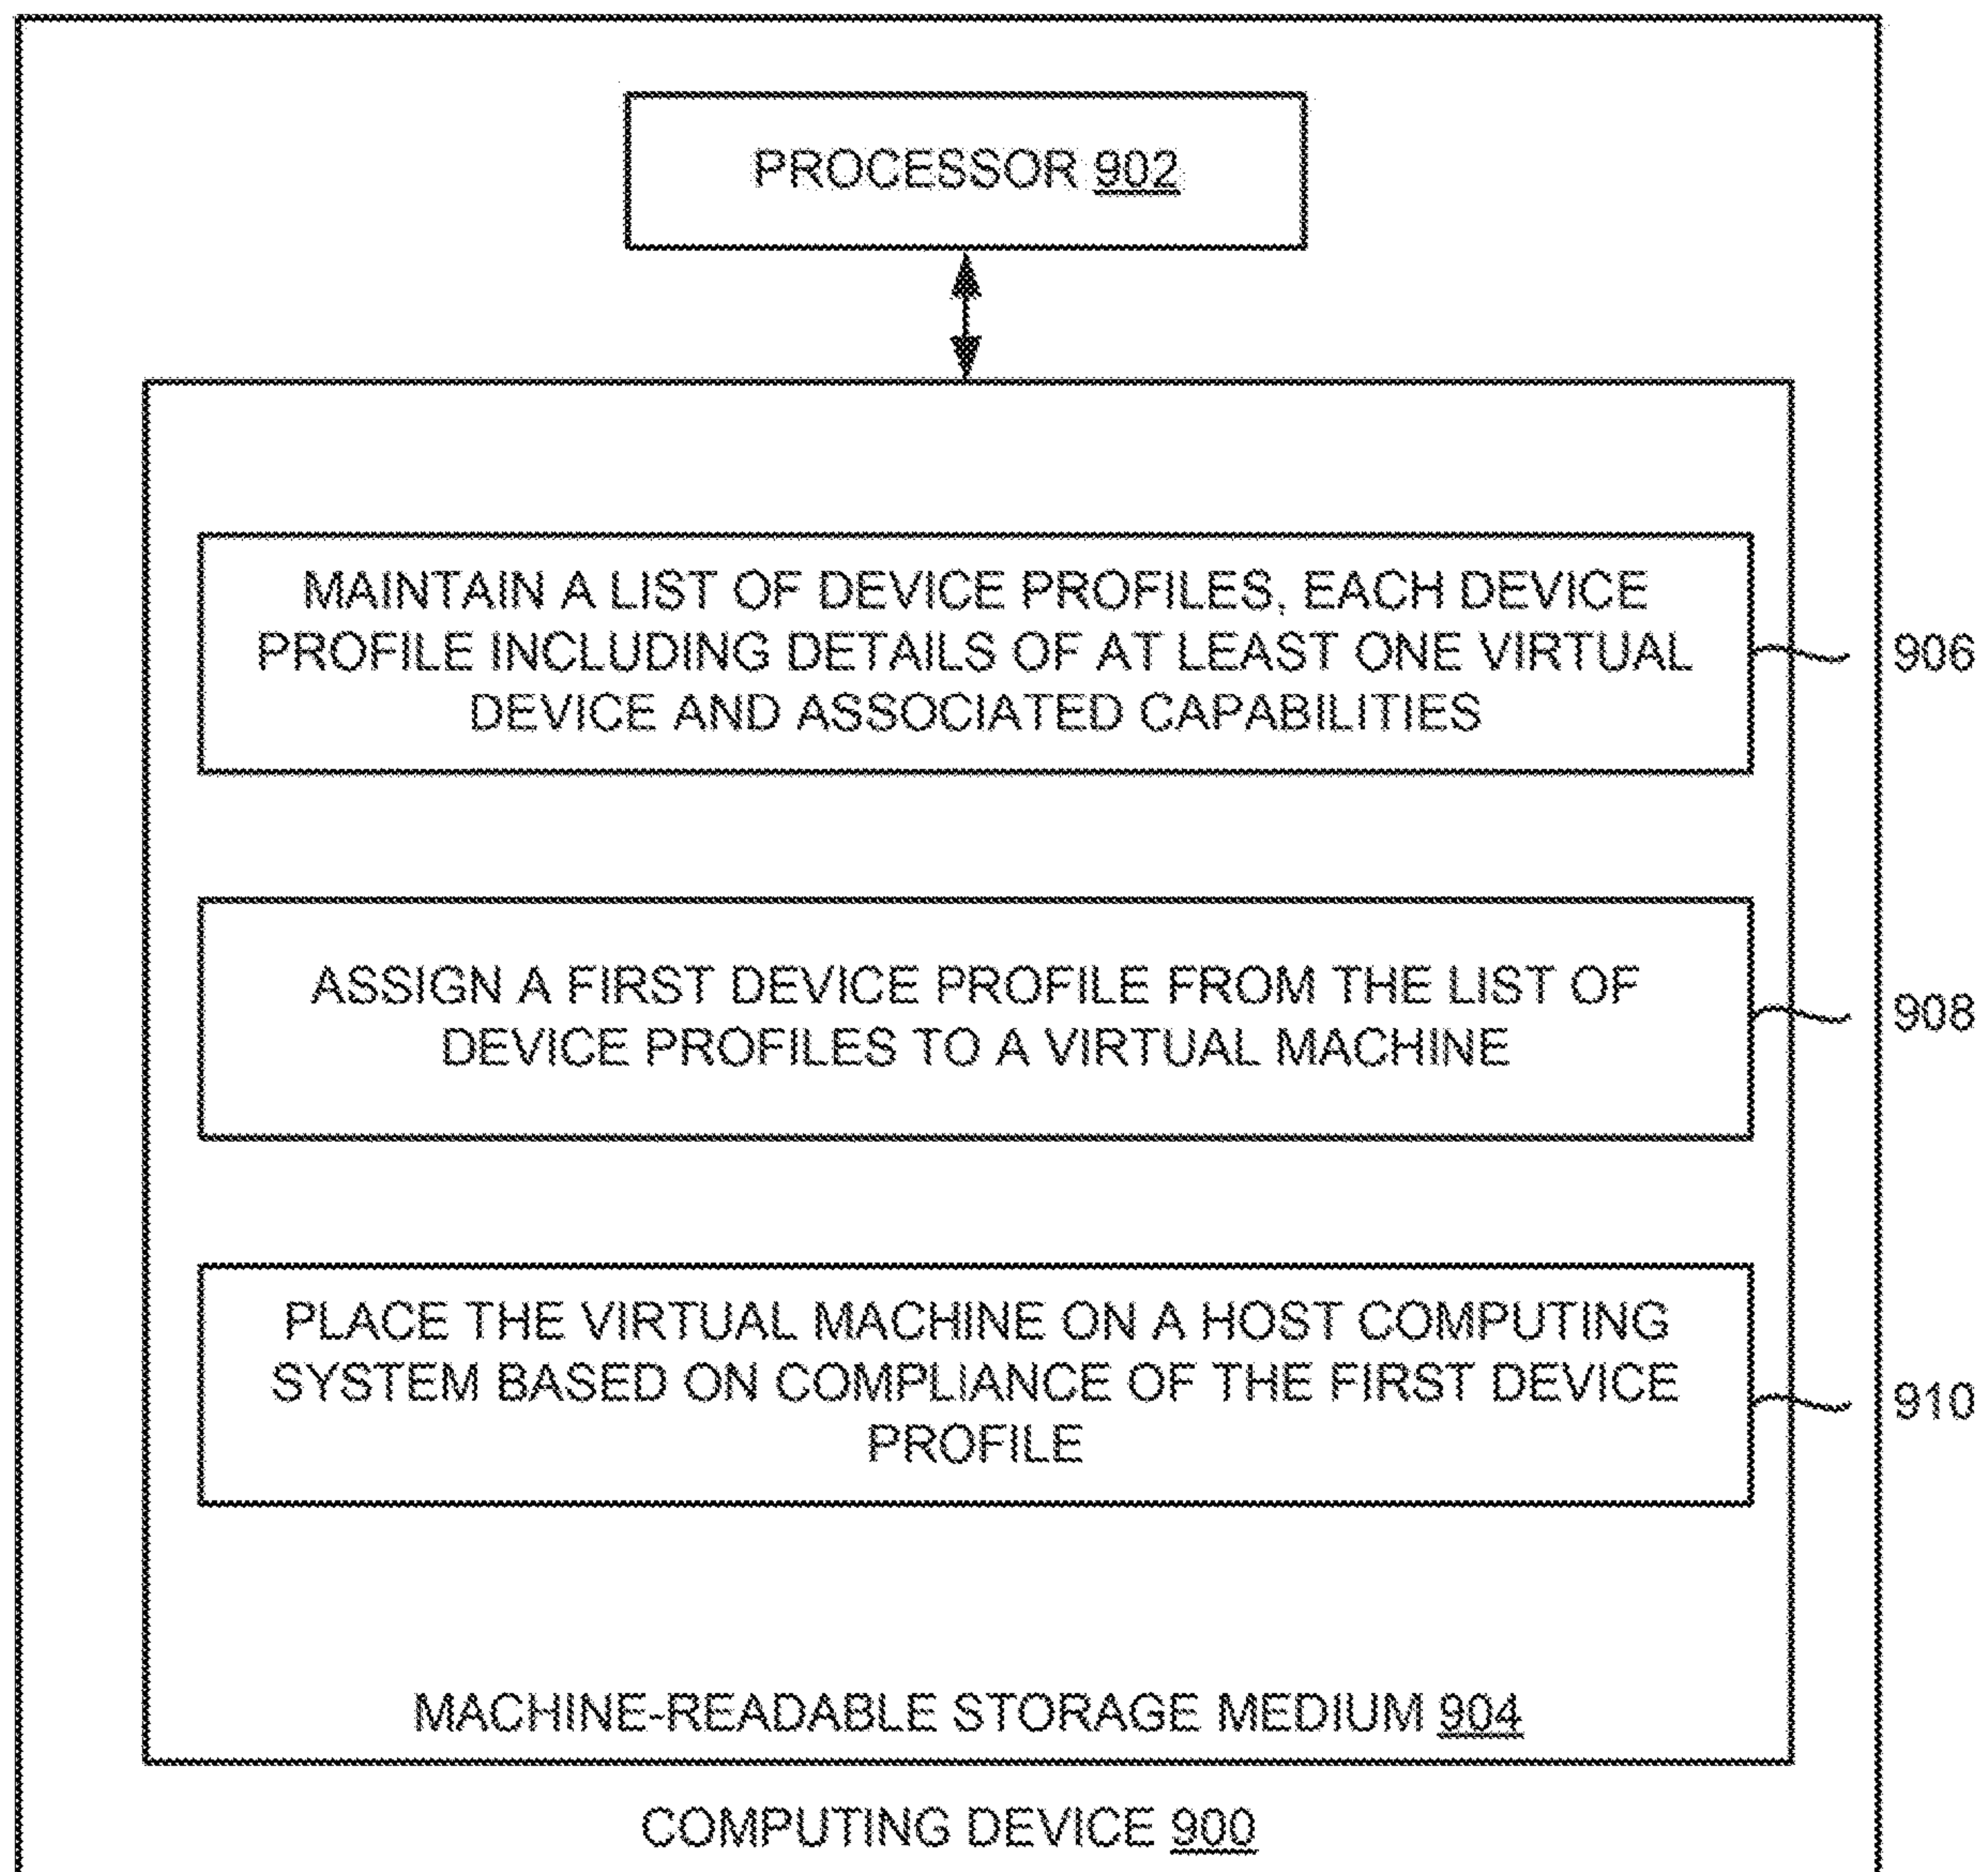 PROCESSOR 902
MAINTAIN A LIST OF DEVICE PROFILES, EACH DEVICE
PROFILE INCLUDING DETAILS OF AT LEAST ONE VIRTUAL
DEVICE AND ASSOCIATED CAPABILITIES
906
ASSIGN A FIRST DEVICE PROFILE FROM THE LIST OF
DEVICE PROFILES TO A VIRTUAL MACHINE
908
PLACE THE VIRTUAL MACHINE ON A HOST COMPUTING
SYSTEM BASED ON COMPLIANCE OF THE FIRST DEVICE
PROFILE
910
MACHINE-READABLE STORAGE MEDIUM 904
COMPUTING DEVICE 900